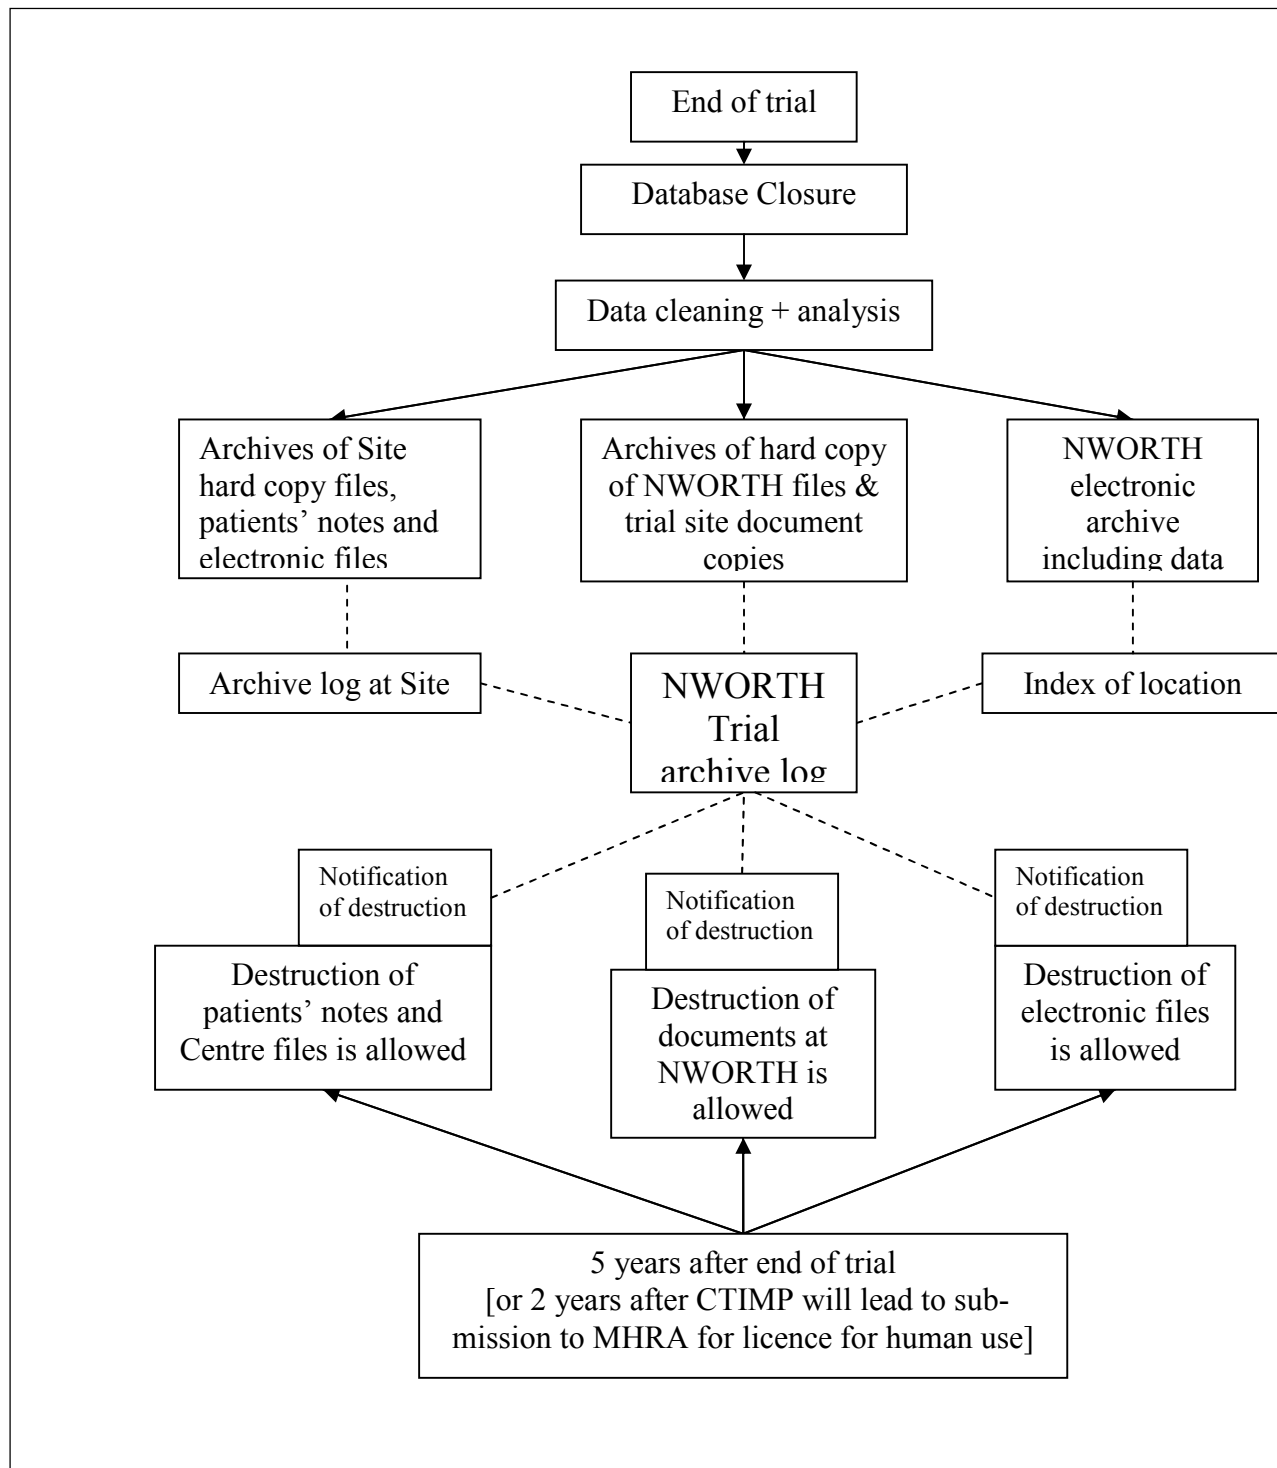 End of trial
Database Closure
Data cleaning + analysis
Archives of Site
hard copy files,
patients’ notes and
electronic files
Archives of hard copy
of NWORTH files &
trial site document
copies
NWORTH
electronic
archive
including data
Archive log at Site
NWORTH
Trial
archive log
Index of location
Notification
of destruction
Destruction of
patients’ notes and
Centre files is allowed
Notification
of destruction
Destruction of
documents at
NWORTH is
allowed
Notification
of destruction
Destruction of
electronic files
is allowed
5 years after end of trial
[or 2 years after CTIMP will lead to sub-
mission to MHRA for licence for human use]